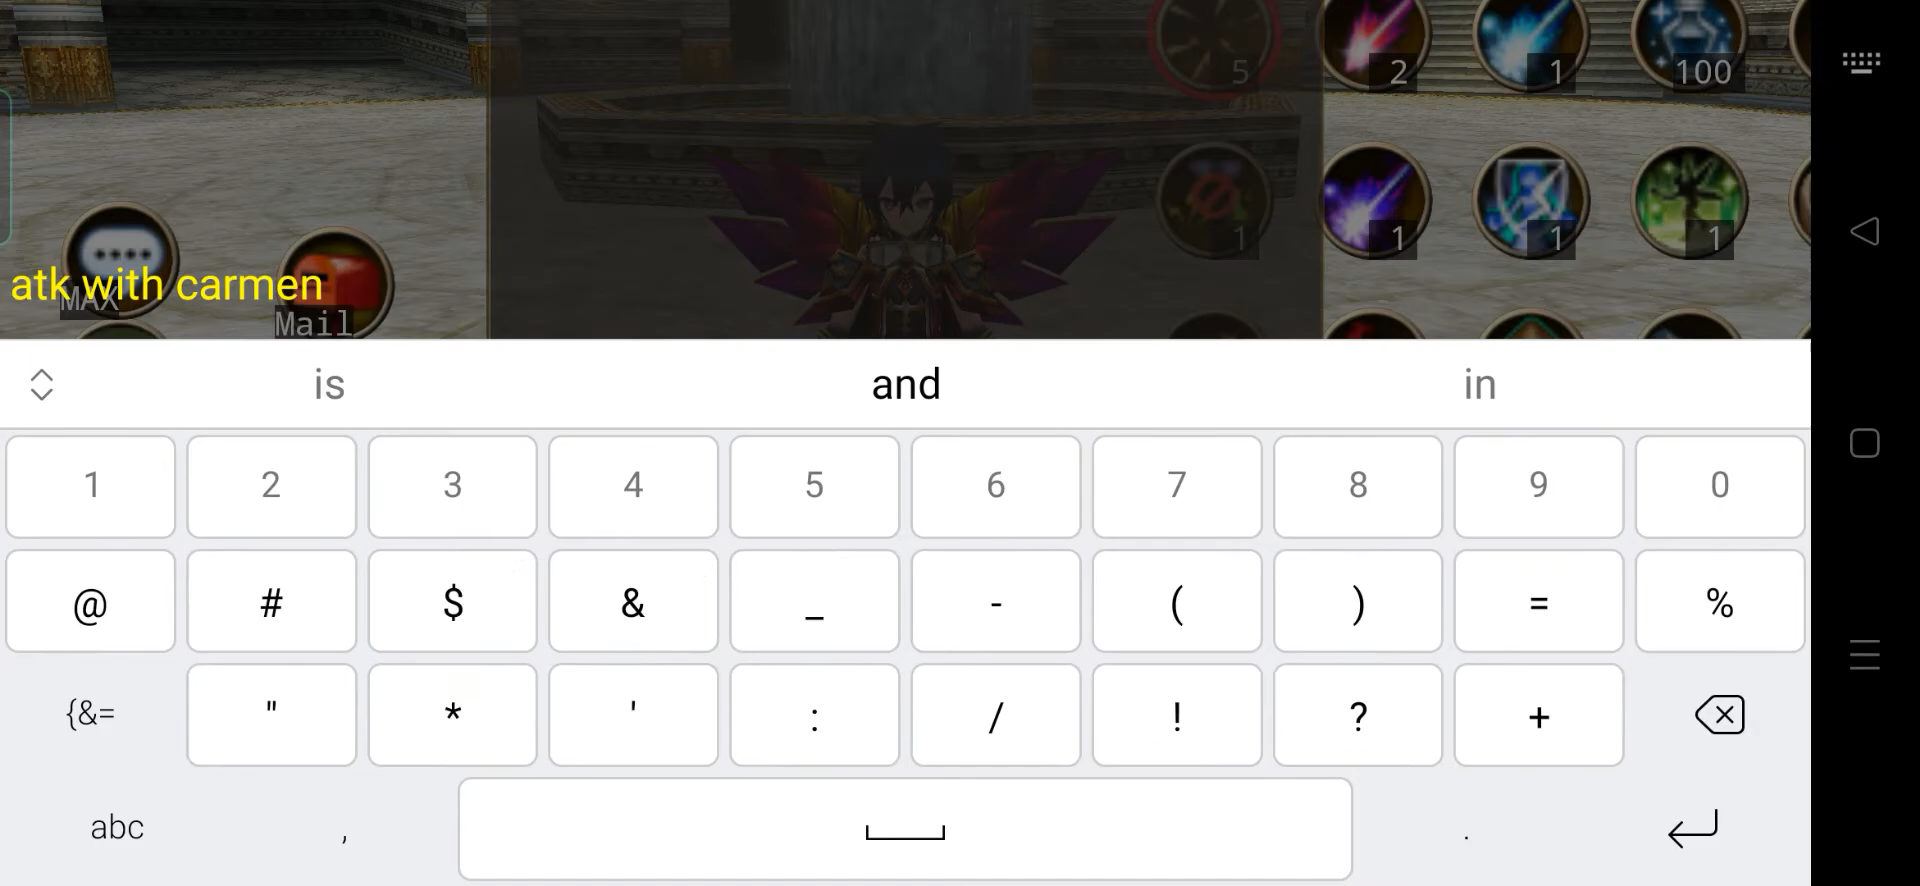 5
2
1
100
1
1
1
1
atk with carmen
MAX
Mail
is
and
in
1 2 3 4 5 6 7 8 9 0
@ # $ & _ - ( ) = %
{&= " * ' : / ! ? +
abc , .